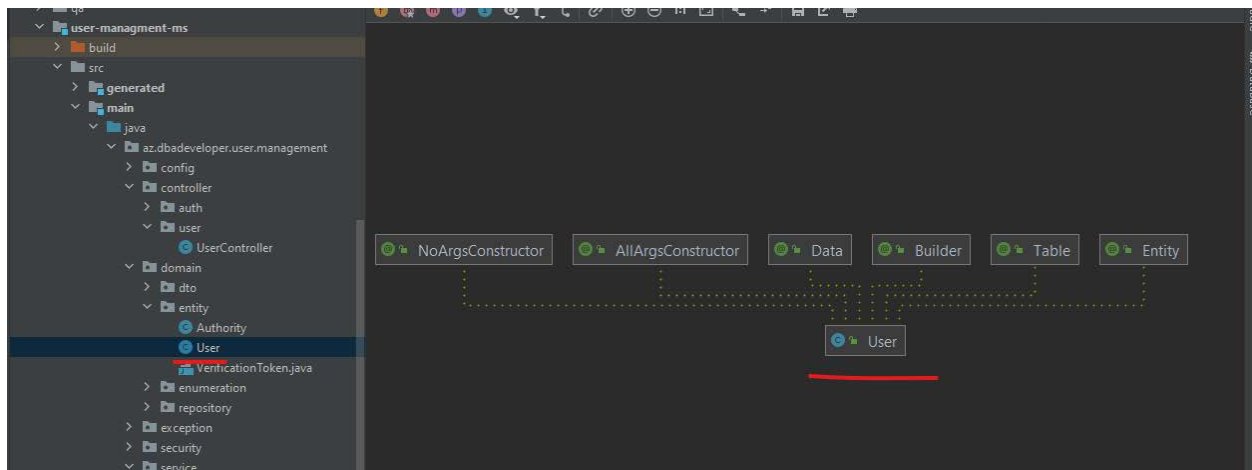 user-managment-ms
build
src
generated
main
java
az.dbadeveloper.user.management
config
controller
auth
user
UserController
domain
dto
entity
Authority
User
VerificationToken.java
enumeration
repository
exception
security
service
NoArgsConstructor
AllArgsConstructor
Data
Builder
Table
Entity
User